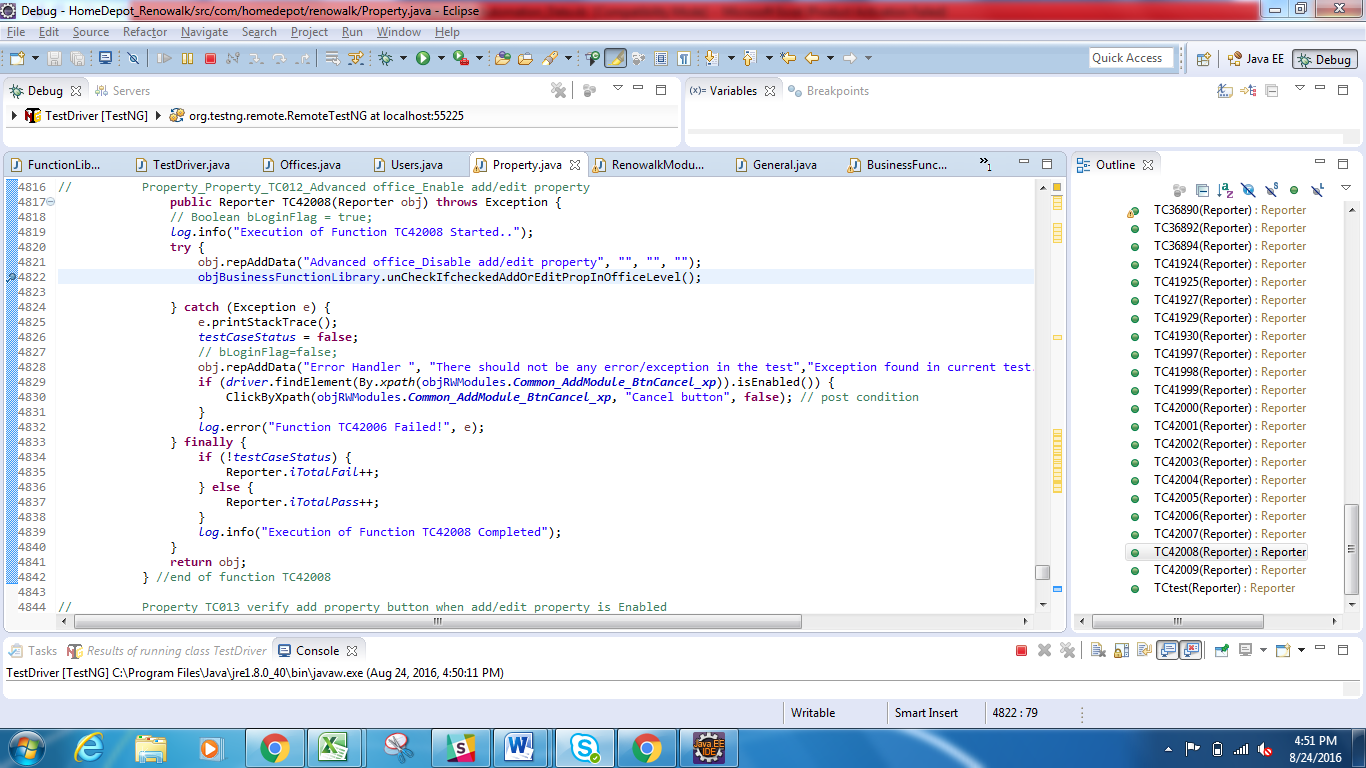 Debug - HomeDepot_Renowalk/src/com/homedepot/renowalk/Property.java - Eclipse
File Edit Source Refactor Navigate Search Project Run Window Help
Quick Access
Java EE
Debug
Debug
Servers
TestDriver [TestNG]
org.testng.remote.RemoteTestNG at localhost:55225
(x)= Variables
Breakpoints
FunctionLib...
TestDriver.java
Offices.java
Users.java
Property.java
RenowalkModu...
General.java
BusinessFunc...
»1
4816 // Property_Property_TC012_Advanced office_Enable add/edit property
4817 public Reporter TC42008(Reporter obj) throws Exception {
4818 // Boolean bLoginFlag = true;
4819 log.info("Execution of Function TC42008 Started..");
4820 try {
4821 obj.repAddData("Advanced office_Disable add/edit property", "", "", "");
4822 objBusinessFunctionLibrary.unCheckIfcheckedAddOrEditPropInOfficeLevel();
4823
4824 } catch (Exception e) {
4825 e.printStackTrace();
4826 testCaseStatus = false;
4827 // bLoginFlag=false;
4828 obj.repAddData("Error Handler ", "There should not be any error/exception in the test","Exception found in current test.
4829 if (driver.findElement(By.xpath(objRWModules.Common_AddModule_BtnCancel_xp)).isEnabled()) {
4830 ClickByXpath(objRWModules.Common_AddModule_BtnCancel_xp, "Cancel button", false); // post condition
4831 }
4832 log.error("Function TC42006 Failed!", e);
4833 } finally {
4834 if (!testCaseStatus) {
4835 Reporter.iTotalFail++;
4836 } else {
4837 Reporter.iTotalPass++;
4838 }
4839 log.info("Execution of Function TC42008 Completed");
4840 }
4841 return obj;
4842 } //end of function TC42008
4843
4844 // Property TC013 verify add property button when add/edit property is Enabled
Outline
TC36890(Reporter) : Reporter
TC36892(Reporter) : Reporter
TC36894(Reporter) : Reporter
TC41924(Reporter) : Reporter
TC41925(Reporter) : Reporter
TC41927(Reporter) : Reporter
TC41929(Reporter) : Reporter
TC41930(Reporter) : Reporter
TC41997(Reporter) : Reporter
TC41998(Reporter) : Reporter
TC41999(Reporter) : Reporter
TC42000(Reporter) : Reporter
TC42001(Reporter) : Reporter
TC42002(Reporter) : Reporter
TC42003(Reporter) : Reporter
TC42004(Reporter) : Reporter
TC42005(Reporter) : Reporter
TC42006(Reporter) : Reporter
TC42007(Reporter) : Reporter
TC42008(Reporter) : Reporter
TC42009(Reporter) : Reporter
TCtest(Reporter) : Reporter
Tasks
Results of running class TestDriver
Console
TestDriver [TestNG] C:\Program Files\Java\jre1.8.0_40\bin\javaw.exe (Aug 24, 2016, 4:50:11 PM)
Writable
Smart Insert
4822 : 79
Java EE
IDE
4:51 PM
8/24/2016